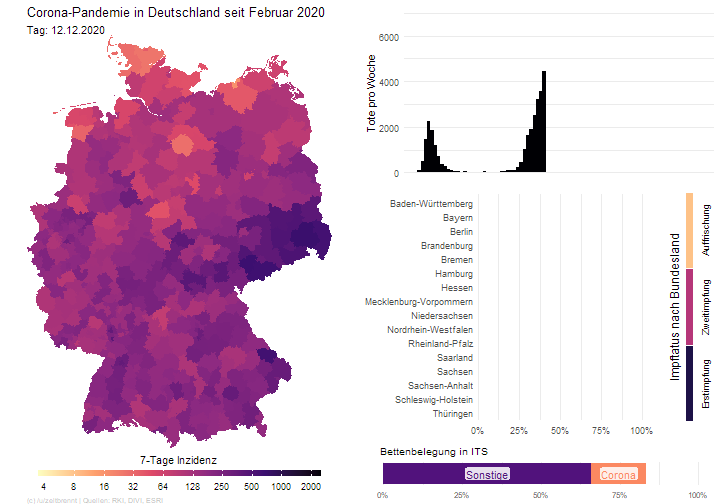 Corona-Pandemie in Deutschland seit Februar 2020
Tag: 12.12.2020
7-Tage Inzidenz
4 8 16 32 64 125 250 500 1000 2000
(c) /u/zeitbremt | Quellen: RKI, DIVI, ESRI
Tote pro Woche
6000
4000
2000
0
Baden-Württemberg
Bayern
Berlin
Brandenburg
Bremen
Hamburg
Hessen
Mecklenburg-Vorpommern
Niedersachsen
Nordrhein-Westfalen
Rheinland-Pfalz
Saarland
Sachsen
Sachsen-Anhalt
Schleswig-Holstein
Thüringen
0% 25% 50% 75% 100%
Impfstatus nach Bundesland
Auffrischung
Zweitimpfung
Erstimpfung
Bettenbelegung in ITS
Sonstige
Corona
0% 25% 50% 75% 100%